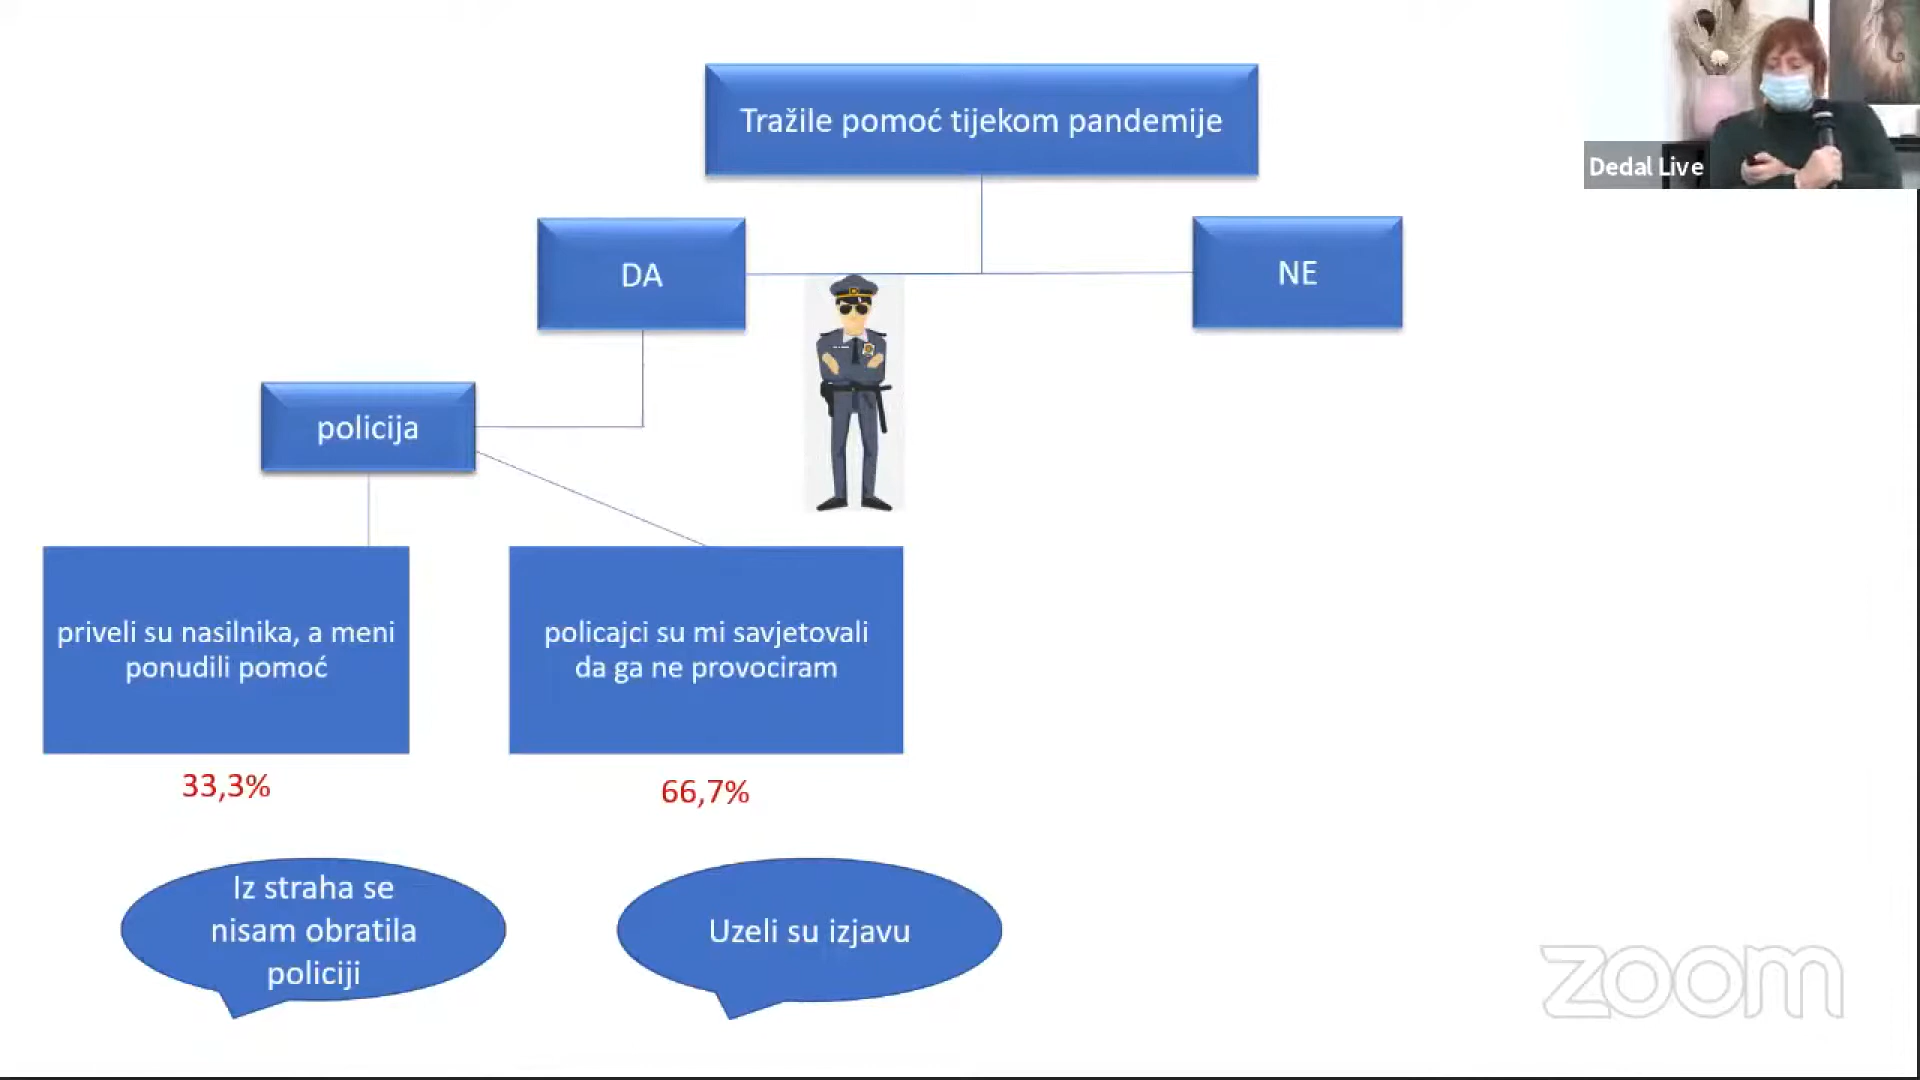 Tražile pomoć tijekom pandemije
Dedal Live
DA
NE
policija
priveli su nasilnika, a meni
ponudili pomoć
policajci su mi savjetovali
da ga ne provociram
33,3%
66,7%
Iz straha se
nisam obratila
policiji
Uzeli su izjavu
zoom